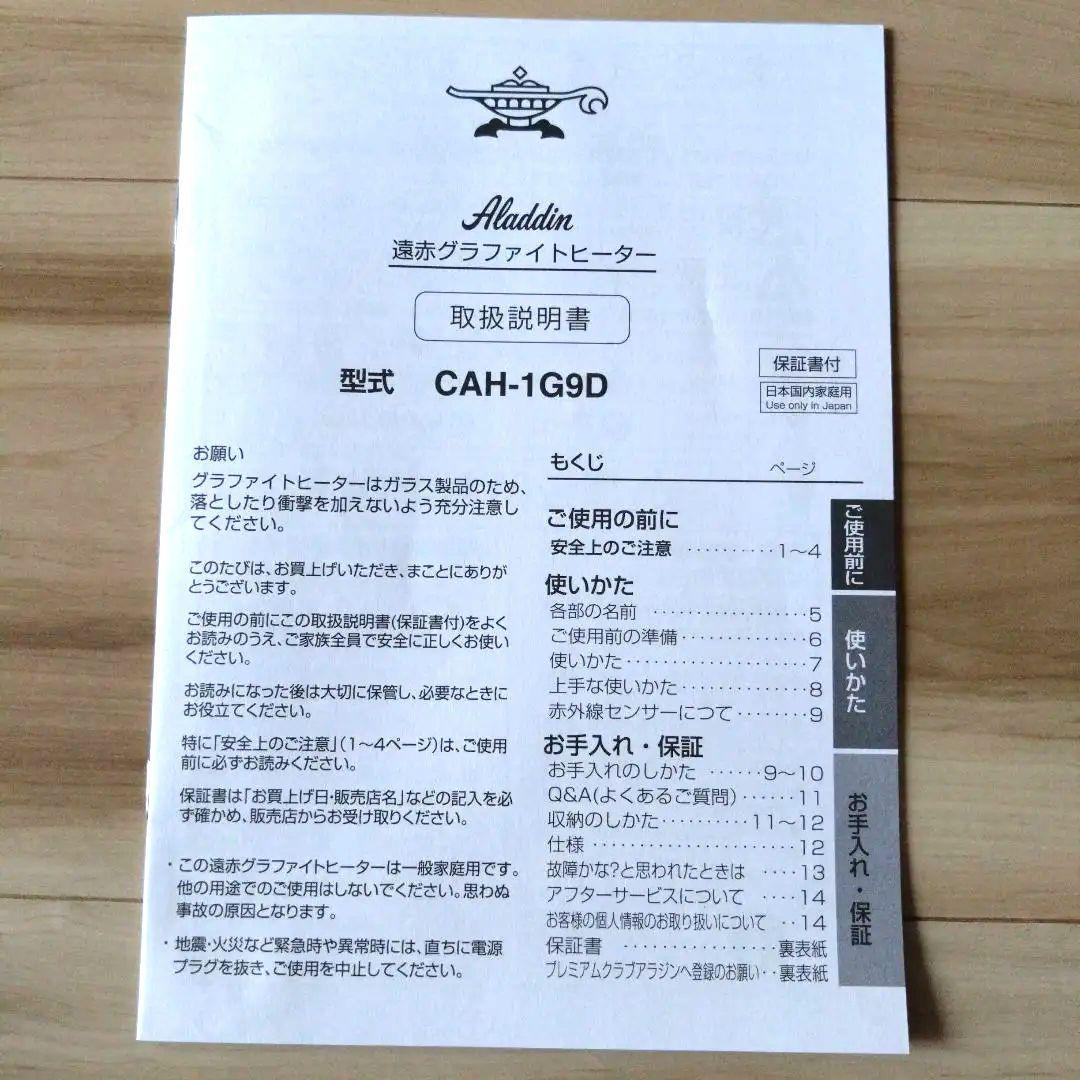 Aladdin
遠赤グラファイトヒーター
取扱説明書
型式 CAH-1G9D
保証書付
日本国内家庭用
Use only in Japan
お願い
グラファイトヒーターはガラス製品のため、
落としたり衝撃を加えないよう充分注意し
てください。
このたびは、お買上げいただき、まことにありが
とうございます。
ご使用の前にこの取扱説明書(保証書付)をよく
お読みのうえ、ご家族全員で安全に正しくお使い
ください。
お読みになった後は大切に保管し、必要なときに
お役立てください。
特に「安全上のご注意」(1〜4ページ)は、ご使用
前に必ずお読みください。
保証書は「お買上げ日・販売店名」などの記入を必
ず確かめ、販売店からお受け取りください。
・この遠赤グラファイトヒーターは一般家庭用です。
他の用途でのご使用はしないでください。思わぬ
事故の原因となります。
・地震・火災など緊急時や異常時には、直ちに電源
プラグを抜き、ご使用を中止してください。
もくじ ページ
ご使用の前に
安全上のご注意 ・・・・・・・・・・・1〜4
使いかた
各部の名前 ・・・・・・・・・・・・・・・・・・5
ご使用前の準備・・・・・・・・・・・・・・・6
使いかた・・・・・・・・・・・・・・・・・・・・・7
上手な使いかた・・・・・・・・・・・・・・・8
赤外線センサーにつて・・・・・・・・9
お手入れ・保証
お手入れのしかた ・・・・・・9〜10
Q&A(よくあるご質問)・・・・・・11
収納のしかた・・・・・・・・・・11〜12
仕様 ・・・・・・・・・・・・・・・・・・・・・・・12
故障かな?と思われたときは ・・・・13
アフターサービスについて ・・・・14
お客様の個人情報のお取り扱いについて ・・14
保証書 ・・・・・・・・・・・・・・・・・裏表紙
プレミアムクラブアラジンへ登録のお願い・・裏表紙
ご使用前に
使いかた
お手入れ・保証